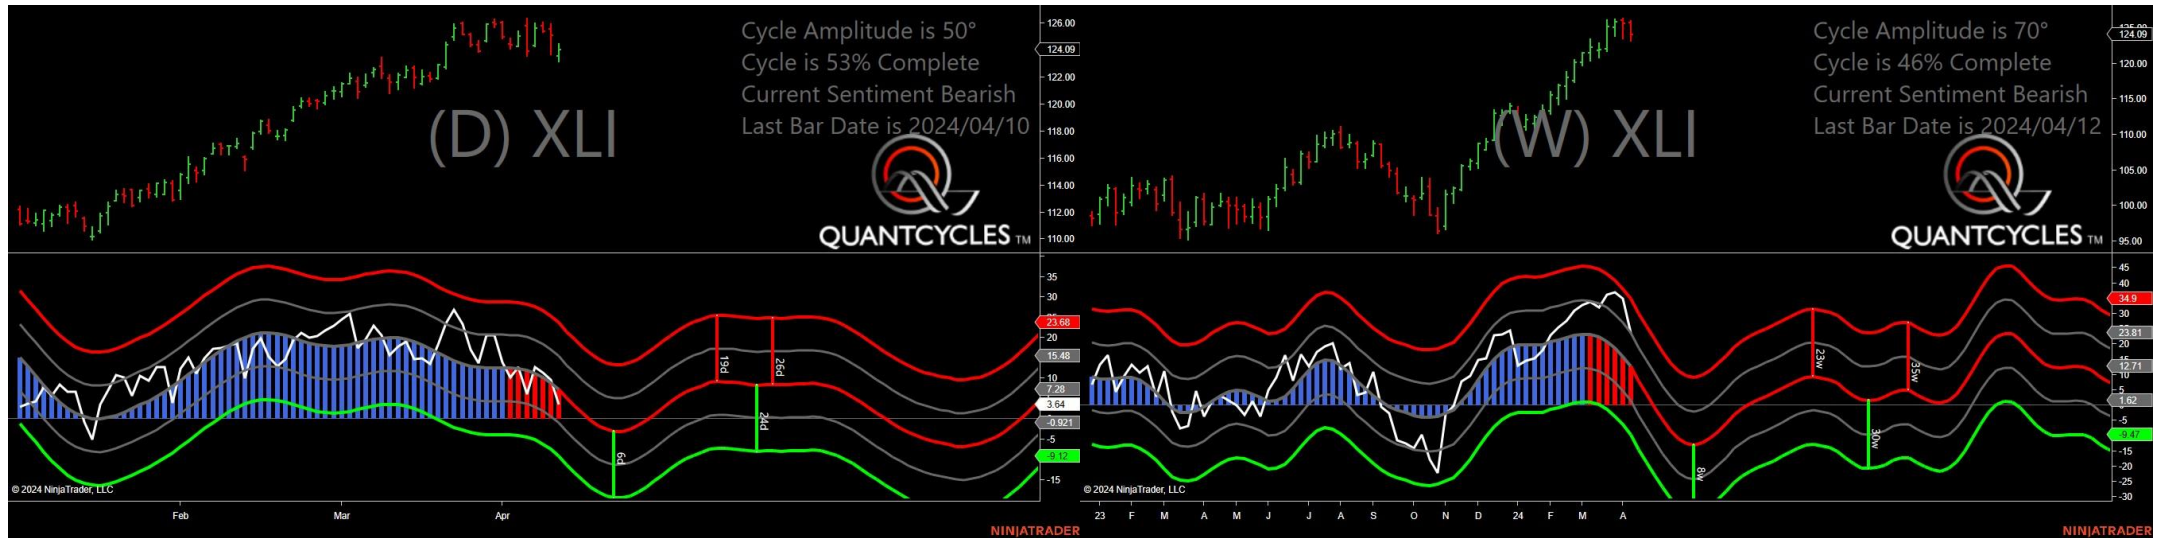 Cycle Amplitude is 50°
Cycle is 53% Complete
Current Sentiment Bearish
Last Bar Date is 2024/04/10
(D) XLI
QUANTCYCLES TM
126.00
124.09
122.00
120.00
118.00
116.00
114.00
112.00
110.00
35
30
23.68
20
15.48
10
7.28
3.64
-0.921
-5
-9.12
-15
19d
26d
24d
6d
© 2024 NinjaTrader, LLC
Feb Mar Apr
NINJATRADER
Cycle Amplitude is 70°
Cycle is 46% Complete
Current Sentiment Bearish
Last Bar Date is 2024/04/12
(W) XLI
QUANTCYCLES TM
124.09
120.00
115.00
110.00
105.00
100.00
95.00
45
40
34.9
30
23.81
20
12.71
10
5
1.62
-5
-9.47
-15
-20
-25
-30
23w
35w
30w
8w
© 2024 NinjaTrader, LLC
23 F M A M J J A S O N D 24 F M A
NINJATRADER